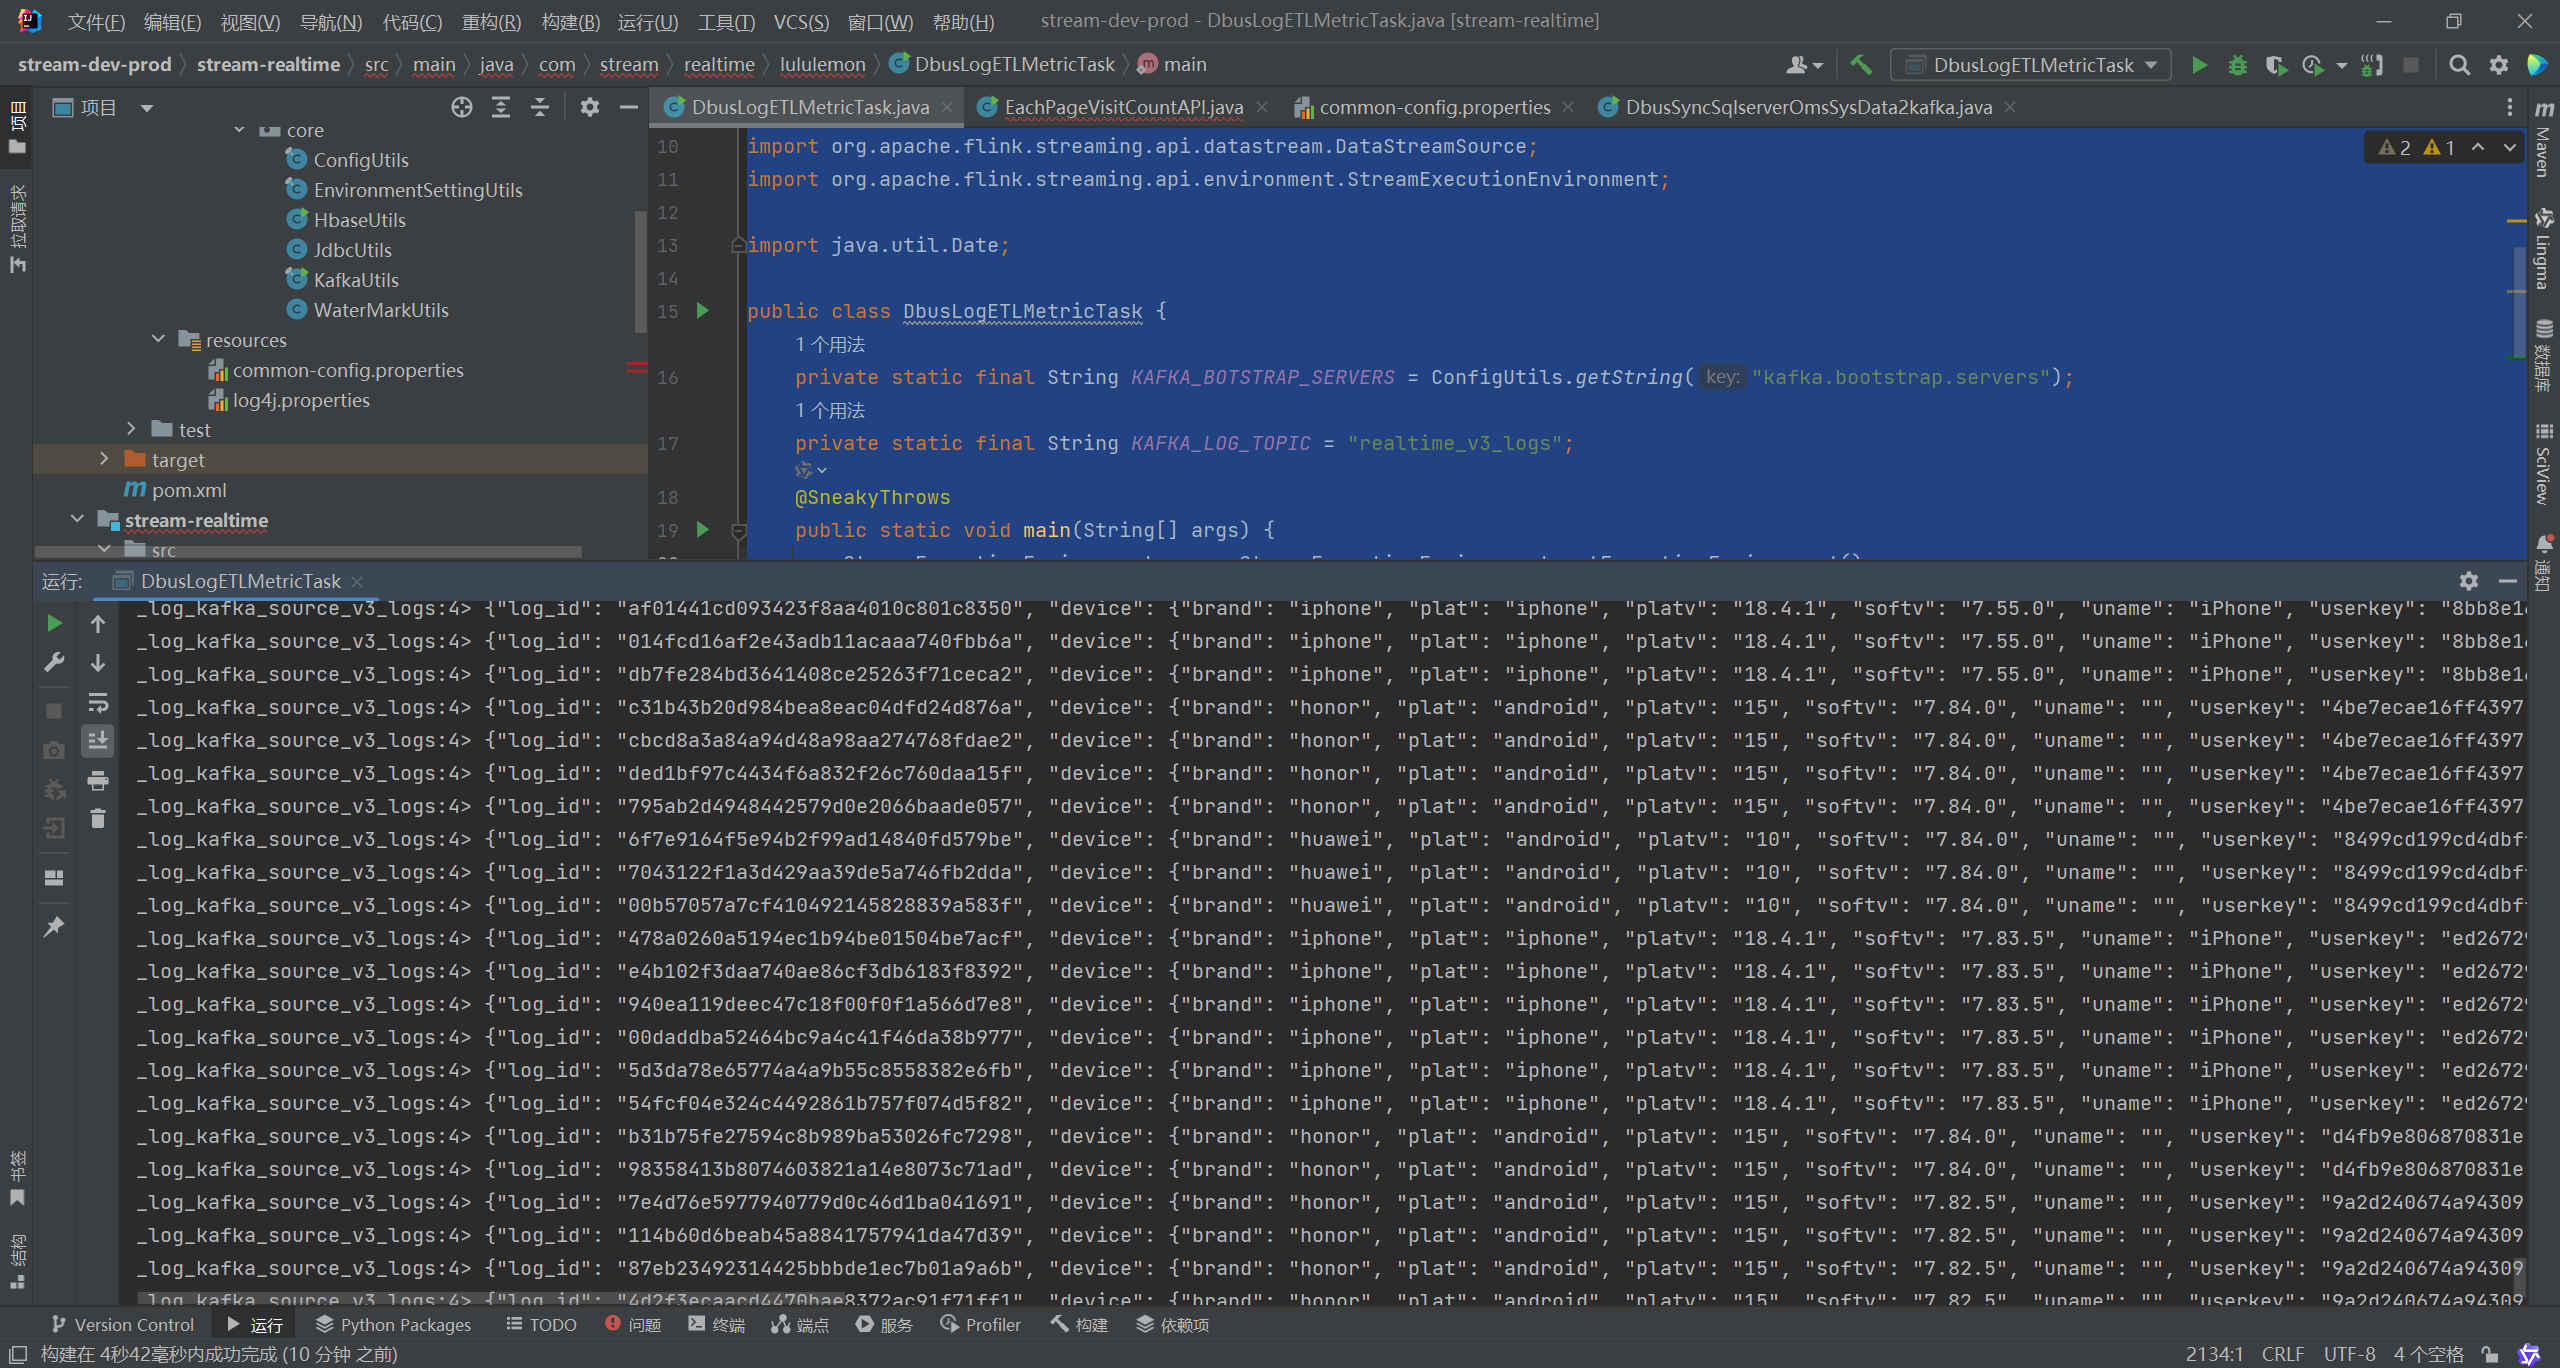 文件(F) 编辑(E) 视图(V) 导航(N) 代码(C) 重构(R) 构建(B) 运行(U) 工具(T) VCS(S) 窗口(W) 帮助(H) stream-dev-prod - DbusLogETLMetricTask.java [stream-realtime]
stream-dev-prod stream-realtime src main java com stream realtime lululemon DbusLogETLMetricTask main DbusLogETLMetricTask
项目 DbusLogETLMetricTask.java EachPageVisitCountAPI.java common-config.properties DbusSyncSqlserverOmsSysData2kafka.java
core
ConfigUtils
EnvironmentSettingUtils
HbaseUtils
JdbcUtils
KafkaUtils
WaterMarkUtils
resources
common-config.properties
log4j.properties
test
target
pom.xml
stream-realtime
src
项目
拉取请求
书签
结构
10 import org.apache.flink.streaming.api.datastream.DataStreamSource;
11 import org.apache.flink.streaming.api.environment.StreamExecutionEnvironment;
12
13 import java.util.Date;
14
15 public class DbusLogETLMetricTask {
1 个用法
16 private static final String KAFKA_BOTSTRAP_SERVERS = ConfigUtils.getString( key: "kafka.bootstrap.servers");
1 个用法
17 private static final String KAFKA_LOG_TOPIC = "realtime_v3_logs";
18 @SneakyThrows
19 public static void main(String[] args) {
2 1
Maven
Lingma
数据库
SciView
通知
运行: DbusLogETLMetricTask
_log_kafka_source_v3_logs:4> {"log_id": "af01441cd093423f8aa4010c801c8350", "device": {"brand": "iphone", "plat": "iphone", "platv": "18.4.1", "softv": "7.55.0", "uname": "iPhone", "userkey": "8bb8e1
_log_kafka_source_v3_logs:4> {"log_id": "014fcd16af2e43adb11acaaa740fbb6a", "device": {"brand": "iphone", "plat": "iphone", "platv": "18.4.1", "softv": "7.55.0", "uname": "iPhone", "userkey": "8bb8e1
_log_kafka_source_v3_logs:4> {"log_id": "db7fe284bd3641408ce25263f71ceca2", "device": {"brand": "iphone", "plat": "iphone", "platv": "18.4.1", "softv": "7.55.0", "uname": "iPhone", "userkey": "8bb8e1
_log_kafka_source_v3_logs:4> {"log_id": "c31b43b20d984bea8eac04dfd24d876a", "device": {"brand": "honor", "plat": "android", "platv": "15", "softv": "7.84.0", "uname": "", "userkey": "4be7ecae16ff4397
_log_kafka_source_v3_logs:4> {"log_id": "cbcd8a3a84a94d48a98aa274768fdae2", "device": {"brand": "honor", "plat": "android", "platv": "15", "softv": "7.84.0", "uname": "", "userkey": "4be7ecae16ff4397
_log_kafka_source_v3_logs:4> {"log_id": "ded1bf97c4434f6a832f26c760daa15f", "device": {"brand": "honor", "plat": "android", "platv": "15", "softv": "7.84.0", "uname": "", "userkey": "4be7ecae16ff4397
_log_kafka_source_v3_logs:4> {"log_id": "795ab2d4948442579d0e2066baade057", "device": {"brand": "honor", "plat": "android", "platv": "15", "softv": "7.84.0", "uname": "", "userkey": "4be7ecae16ff4397
_log_kafka_source_v3_logs:4> {"log_id": "6f7e9164f5e94b2f99ad14840fd579be", "device": {"brand": "huawei", "plat": "android", "platv": "10", "softv": "7.84.0", "uname": "", "userkey": "8499cd199cd4dbf
_log_kafka_source_v3_logs:4> {"log_id": "7043122f1a3d429aa39de5a746fb2dda", "device": {"brand": "huawei", "plat": "android", "platv": "10", "softv": "7.84.0", "uname": "", "userkey": "8499cd199cd4dbf
_log_kafka_source_v3_logs:4> {"log_id": "00b57057a7cf410492145828839a583f", "device": {"brand": "huawei", "plat": "android", "platv": "10", "softv": "7.84.0", "uname": "", "userkey": "8499cd199cd4dbf
_log_kafka_source_v3_logs:4> {"log_id": "478a0260a5194ec1b94be01504be7acf", "device": {"brand": "iphone", "plat": "iphone", "platv": "18.4.1", "softv": "7.83.5", "uname": "iPhone", "userkey": "ed2672
_log_kafka_source_v3_logs:4> {"log_id": "e4b102f3daa740ae86cf3db6183f8392", "device": {"brand": "iphone", "plat": "iphone", "platv": "18.4.1", "softv": "7.83.5", "uname": "iPhone", "userkey": "ed2672
_log_kafka_source_v3_logs:4> {"log_id": "940ea119deec47c18f00f0f1a566d7e8", "device": {"brand": "iphone", "plat": "iphone", "platv": "18.4.1", "softv": "7.83.5", "uname": "iPhone", "userkey": "ed2672
_log_kafka_source_v3_logs:4> {"log_id": "00daddba52464bc9a4c41f46da38b977", "device": {"brand": "iphone", "plat": "iphone", "platv": "18.4.1", "softv": "7.83.5", "uname": "iPhone", "userkey": "ed2672
_log_kafka_source_v3_logs:4> {"log_id": "5d3da78e65774a4a9b55c8558382e6fb", "device": {"brand": "iphone", "plat": "iphone", "platv": "18.4.1", "softv": "7.83.5", "uname": "iPhone", "userkey": "ed2672
_log_kafka_source_v3_logs:4> {"log_id": "54fcf04e324c4492861b757f074d5f82", "device": {"brand": "iphone", "plat": "iphone", "platv": "18.4.1", "softv": "7.83.5", "uname": "iPhone", "userkey": "ed2672
_log_kafka_source_v3_logs:4> {"log_id": "b31b75fe27594c8b989ba53026fc7298", "device": {"brand": "honor", "plat": "android", "platv": "15", "softv": "7.84.0", "uname": "", "userkey": "d4fb9e806870831e
_log_kafka_source_v3_logs:4> {"log_id": "98358413b8074603821a14e8073c71ad", "device": {"brand": "honor", "plat": "android", "platv": "15", "softv": "7.84.0", "uname": "", "userkey": "d4fb9e806870831e
_log_kafka_source_v3_logs:4> {"log_id": "7e4d76e5977940779d0c46d1ba041691", "device": {"brand": "honor", "plat": "android", "platv": "15", "softv": "7.82.5", "uname": "", "userkey": "9a2d240674a94309
_log_kafka_source_v3_logs:4> {"log_id": "114b60d6beab45a8841757941da47d39", "device": {"brand": "honor", "plat": "android", "platv": "15", "softv": "7.82.5", "uname": "", "userkey": "9a2d240674a94309
_log_kafka_source_v3_logs:4> {"log_id": "87eb23492314425bbbde1ec7b01a9a6b", "device": {"brand": "honor", "plat": "android", "platv": "15", "softv": "7.82.5", "uname": "", "userkey": "9a2d240674a94309
_log_kafka_source_v3_logs:4> {"log_id": "4d2f3ecaacd4470bae8372ac91f71ff1", "device": {"brand": "honor", "plat": "android", "platv": "15", "softv": "7.82.5", "uname": "", "userkey": "9a2d240674a94309
Version Control 运行 Python Packages TODO 问题 终端 端点 服务 Profiler 构建 依赖项
构建在 4秒42毫秒内成功完成 (10 分钟 之前) 2134:1 CRLF UTF-8 4 个空格